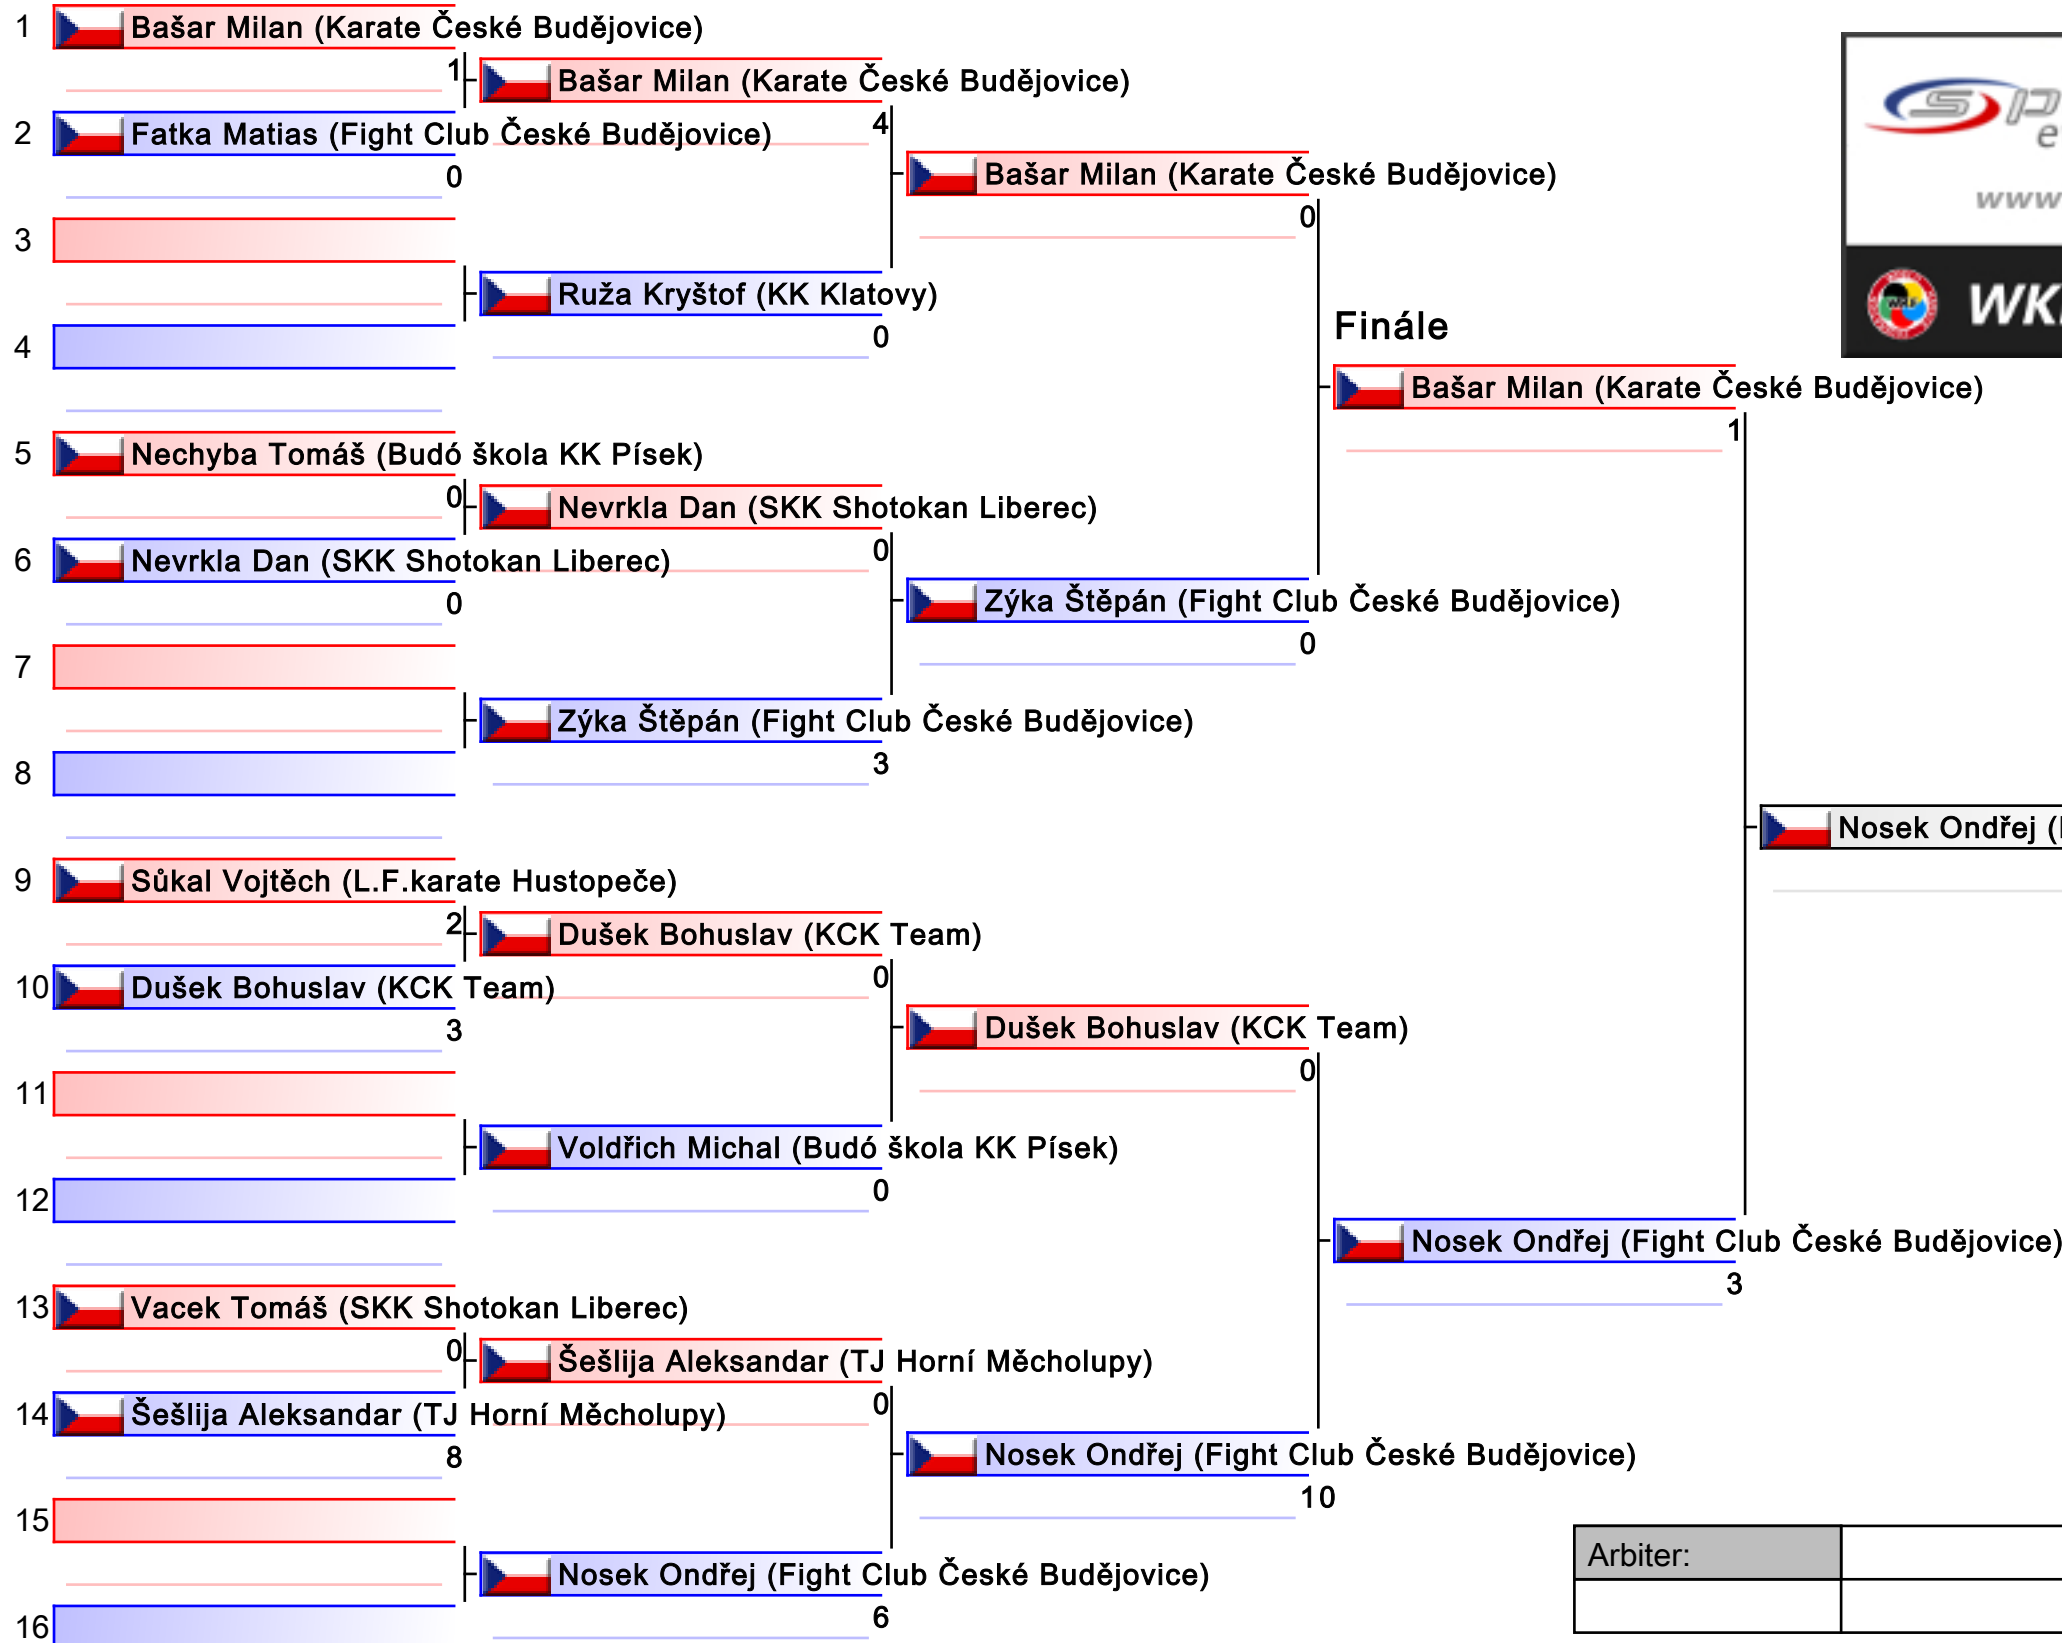 1 Bašar Milan (Karate České Budějovice)
1 Bašar Milan (Karate České Budějovice)
2 Fatka Matias (Fight Club České Budějovice)
4
0 Bašar Milan (Karate České Budějovice)
www
3
0
Ruža Kryštof (KK Klatovy)
WK
Finále
4
0
Bašar Milan (Karate České Budějovice)
1
5 Nechyba Tomáš (Budó škola KK Písek)
0 Nevrkla Dan (SKK Shotokan Liberec)
6 Nevrkla Dan (SKK Shotokan Liberec)
0
0 Zýka Štěpán (Fight Club České Budějovice)
0
7
Zýka Štěpán (Fight Club České Budějovice)
3
8
Nosek Ondřej (
9 Sůkal Vojtěch (L.F.karate Hustopeče)
2 Dušek Bohuslav (KCK Team)
10 Dušek Bohuslav (KCK Team)
0
3 Dušek Bohuslav (KCK Team)
0
11
Voldřich Michal (Budó škola KK Písek)
0
12
Nosek Ondřej (Fight Club České Budějovice)
3
13 Vacek Tomáš (SKK Shotokan Liberec)
0 Šešlija Aleksandar (TJ Horní Měcholupy)
14 Šešlija Aleksandar (TJ Horní Měcholupy)
0
8 Nosek Ondřej (Fight Club České Budějovice)
10
15
Nosek Ondřej (Fight Club České Budějovice)
6
16
Arbiter: